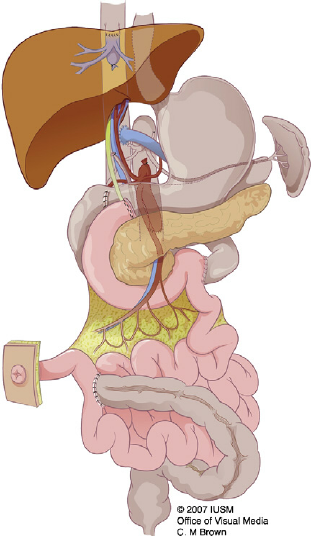 © 2007 IUSM
Office of Visual Media
C. M Brown